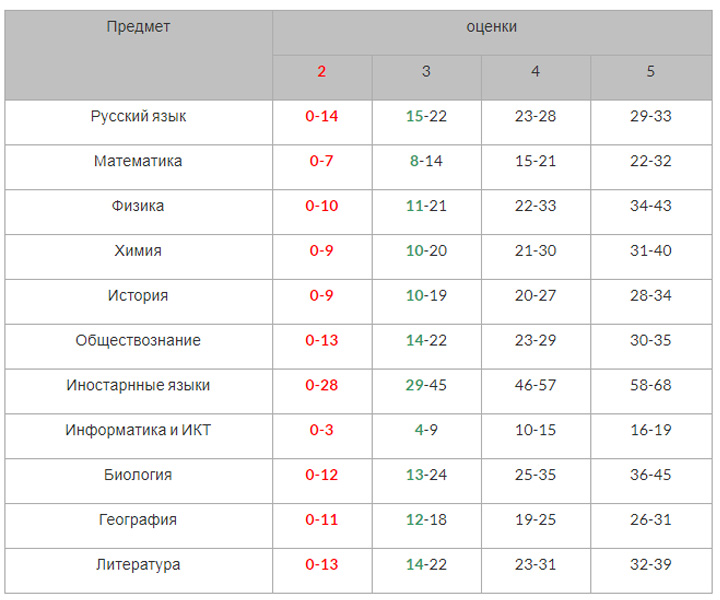 Предмет оценки
2 3 4 5
Русский язык 0-14 15-22 23-28 29-33
Математика 0-7 8-14 15-21 22-32
Физика 0-10 11-21 22-33 34-43
Химия 0-9 10-20 21-30 31-40
История 0-9 10-19 20-27 28-34
Обществознание 0-13 14-22 23-29 30-35
Иностарнные языки 0-28 29-45 46-57 58-68
Информатика и ИКТ 0-3 4-9 10-15 16-19
Биология 0-12 13-24 25-35 36-45
География 0-11 12-18 19-25 26-31
Литература 0-13 14-22 23-31 32-39